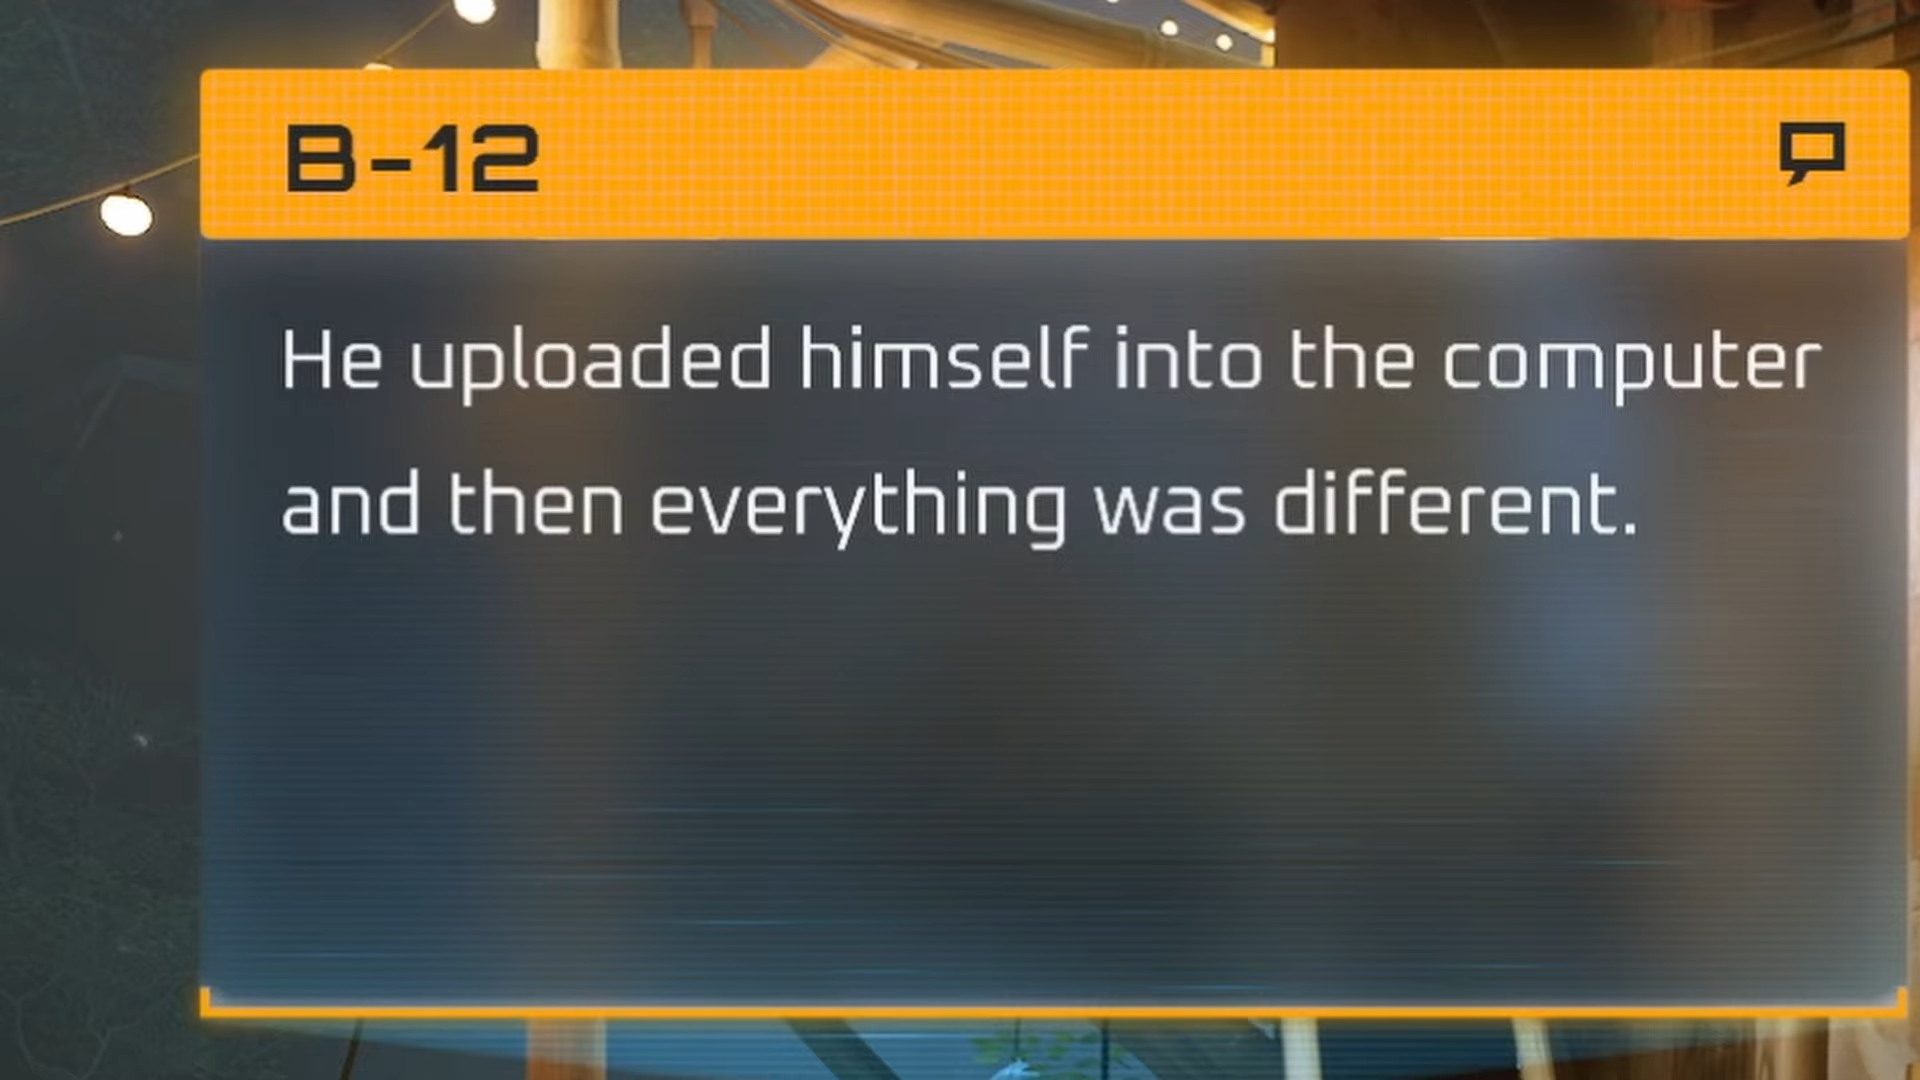 B-12
He uploaded himself into the computer
and then everything was different.